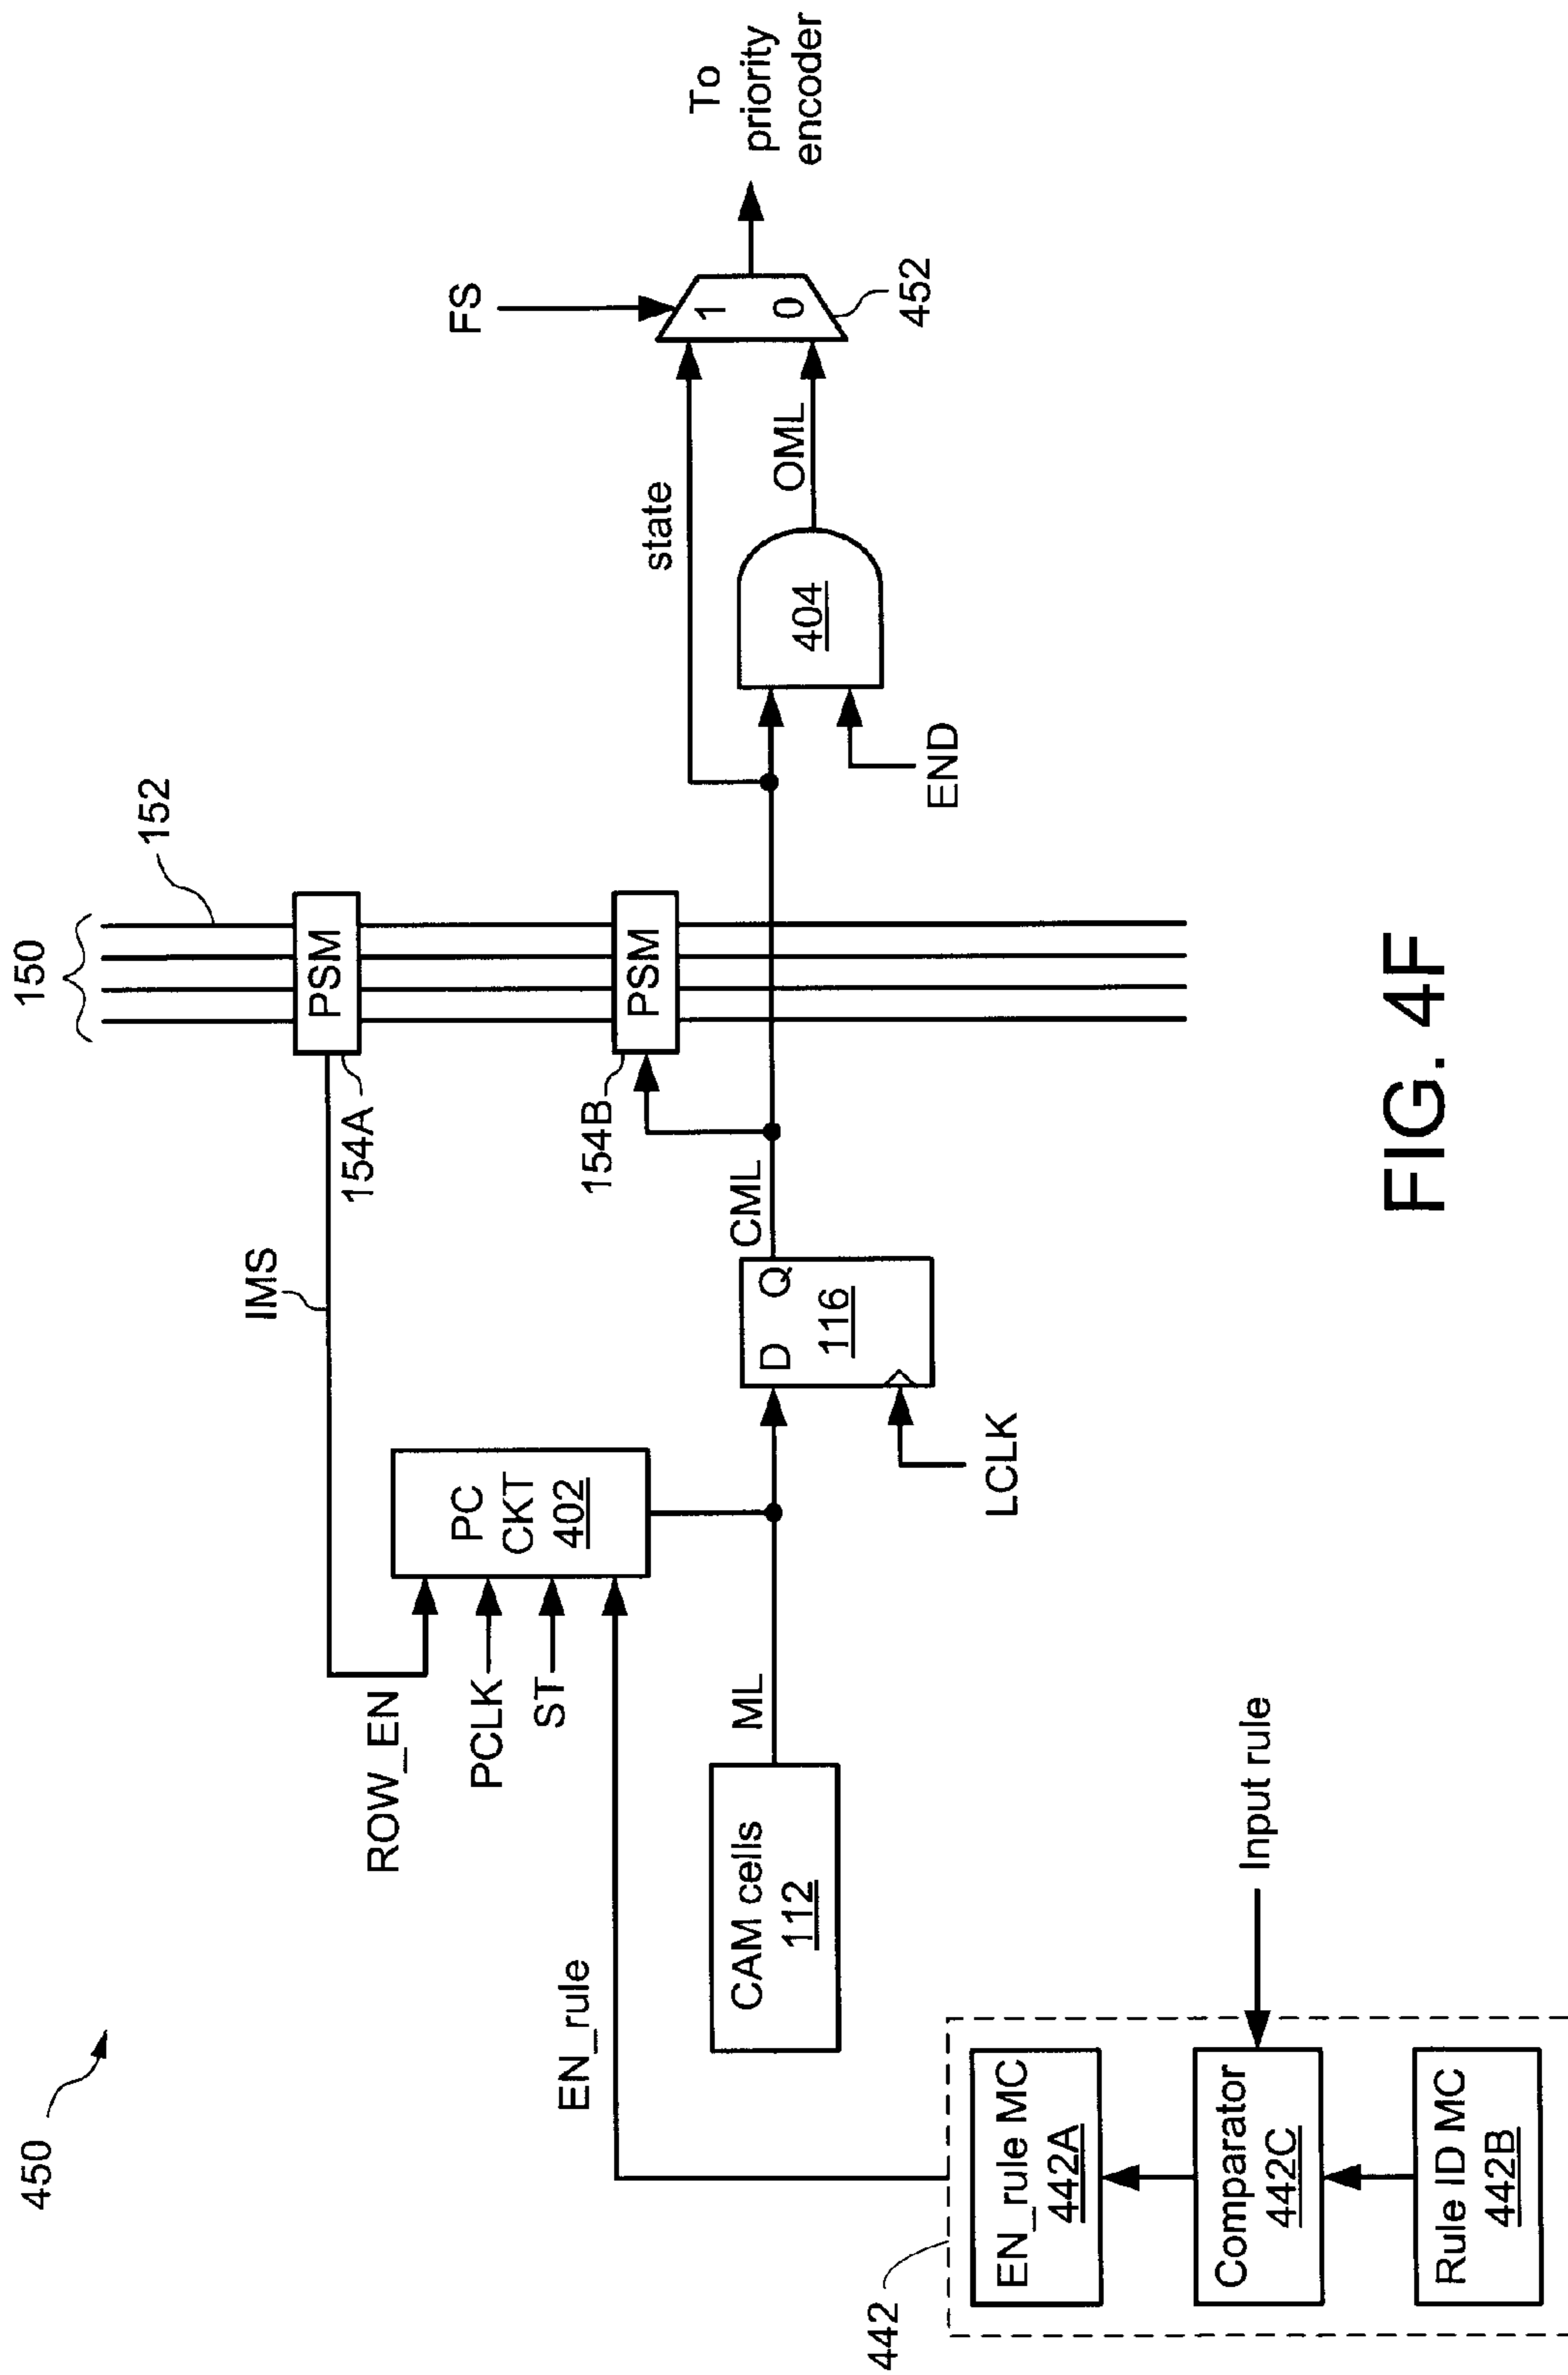 450
150
152
PSM
154A
IMS
PSM
154B
ROW_EN
PCLK
ST
PC
CKT
402
EN_rule
CAM cells
112
ML
D Q
116
LCLK
CML
state
404
END
OML
FS
1
0
452
To
priority
encoder
442
EN_rule MC
442A
Comparator
442C
Rule ID MC
442B
Input rule
FIG. 4F